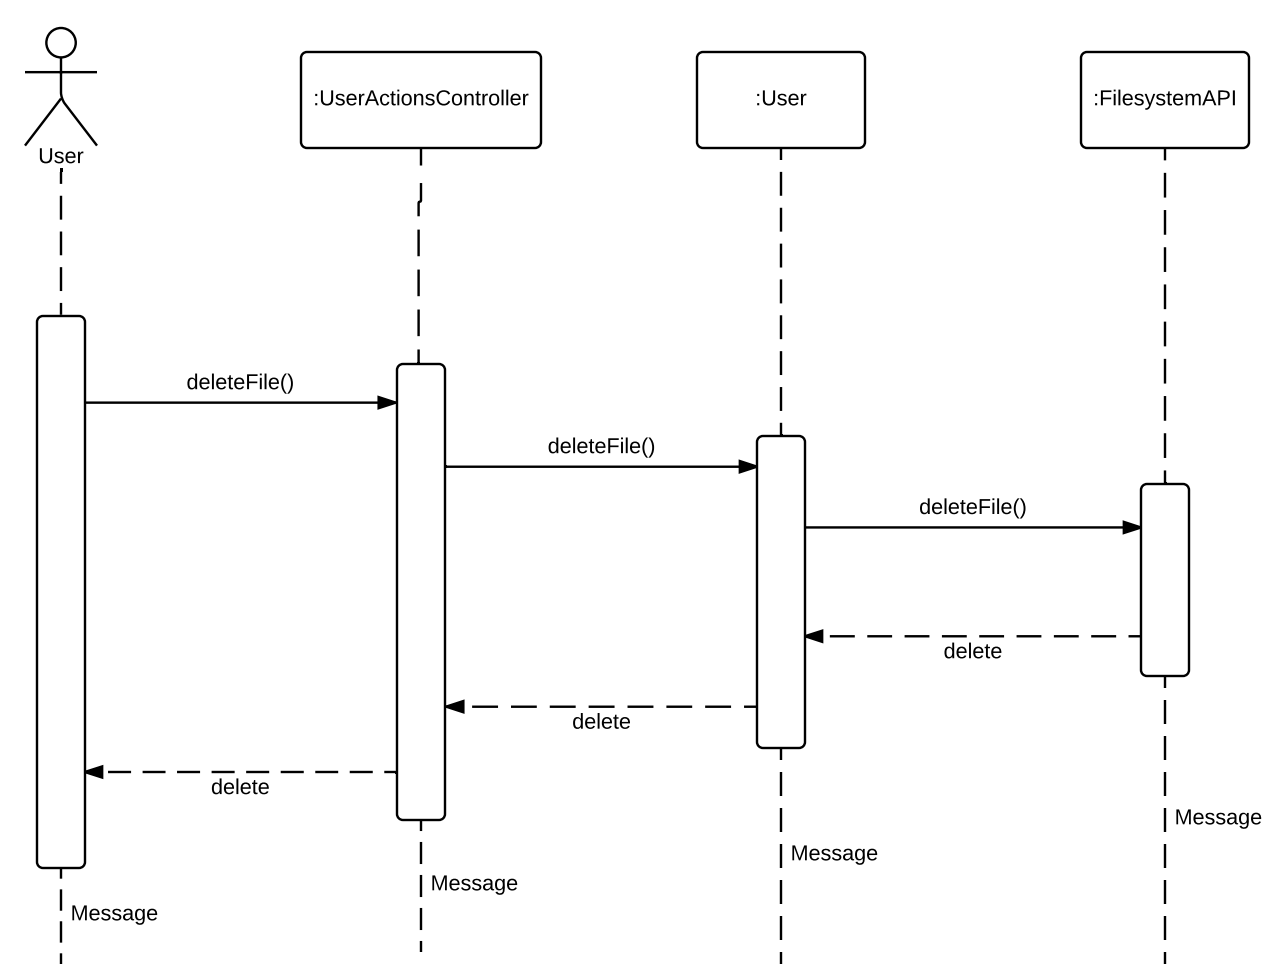 :UserActionsController
:User
:FilesystemAPI
User
deleteFile()
deleteFile()
deleteFile()
delete
delete
delete
Message
Message
Message
Message